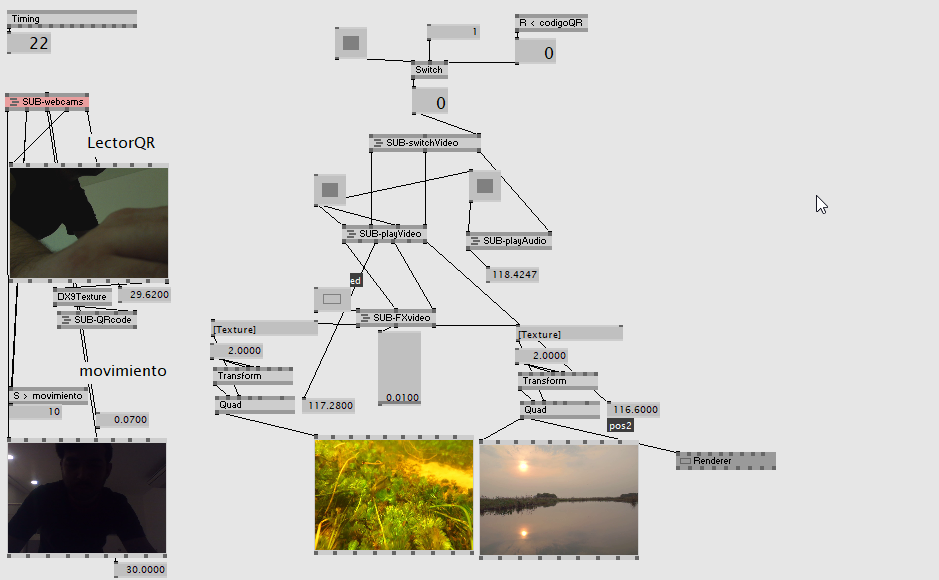 Timing
22
R < codigoQR
1
0
Switch
0
SUB-webcams
LectorQR
SUB-switchVideo
SUB-playVideo
SUB-playAudio
118.4247
ed
DX9Texture
29.6200
SUB-QRcode
SUB-FXvideo
[Texture]
[Texture]
2.0000
2.0000
movimiento
Transform
Transform
S > movimiento
0.0100
Quad
117.2800
Quad
116.6000
10
0.0700
pos2
Renderer
30.0000